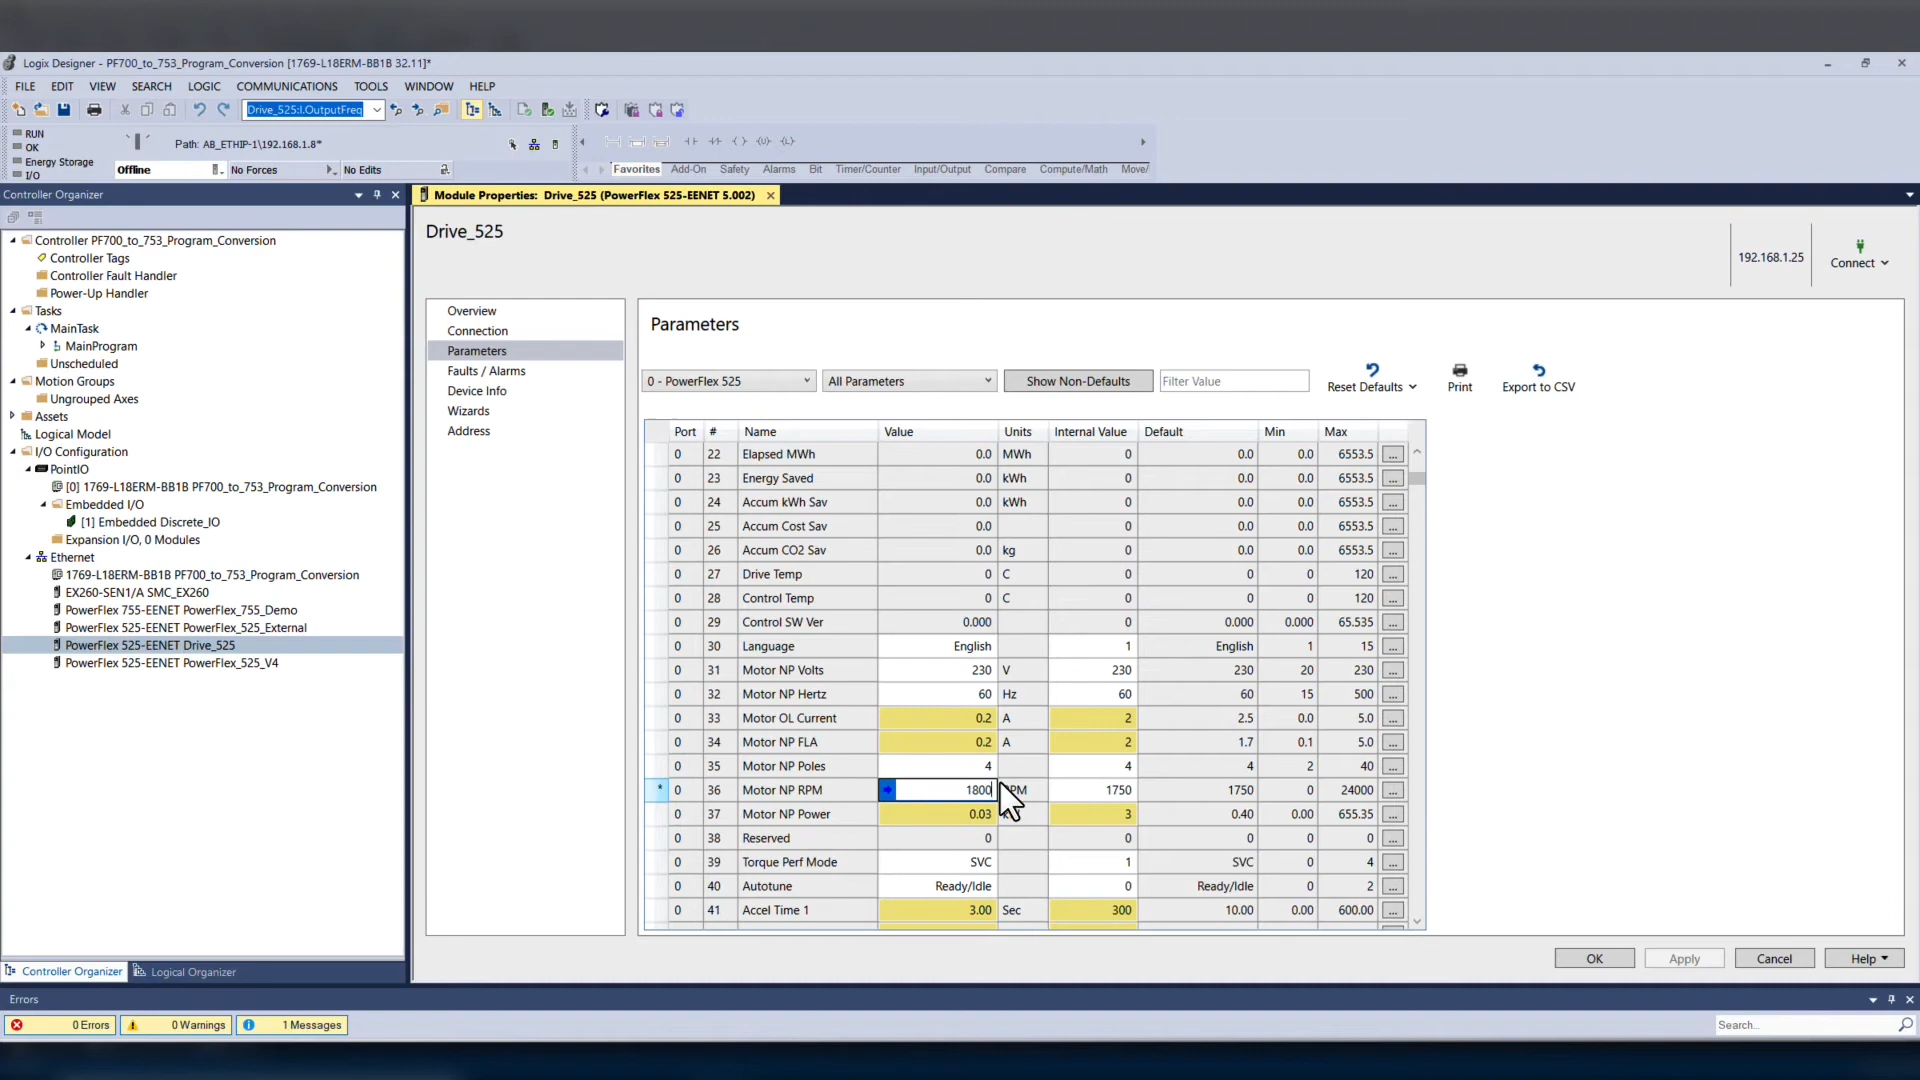 Logix Designer - PF700_to_753_Program_Conversion [1769-L18ERM-BB1B 32.11]*
FILE EDIT VIEW SEARCH LOGIC COMMUNICATIONS TOOLS WINDOW HELP
Drive_525:I.OutputFreq
RUN
OK
Energy Storage
I/O
Path: AB_ETHIP-1\192.168.1.8*
Offline No Forces No Edits
Favorites Add-On Safety Alarms Bit Timer/Counter Input/Output Compare Compute/Math Move/
Controller Organizer
Controller PF700_to_753_Program_Conversion
Controller Tags
Controller Fault Handler
Power-Up Handler
Tasks
MainTask
MainProgram
Unscheduled
Motion Groups
Ungrouped Axes
Assets
Logical Model
I/O Configuration
PointIO
[0] 1769-L18ERM-BB1B PF700_to_753_Program_Conversion
Embedded I/O
[1] Embedded Discrete_IO
Expansion I/O, 0 Modules
Ethernet
1769-L18ERM-BB1B PF700_to_753_Program_Conversion
EX260-SEN1/A SMC_EX260
PowerFlex 755-EENET PowerFlex_755_Demo
PowerFlex 525-EENET PowerFlex_525_External
PowerFlex 525-EENET Drive_525
PowerFlex 525-EENET PowerFlex_525_V4
Controller Organizer Logical Organizer
Module Properties: Drive_525 (PowerFlex 525-EENET 5.002)
Drive_525
192.168.1.25
Connect
Overview
Connection
Parameters
Faults / Alarms
Device Info
Wizards
Address
Parameters
0 - PowerFlex 525 All Parameters Show Non-Defaults Filter Value Reset Defaults Print Export to CSV
Port # Name Value Units Internal Value Default Min Max
0 22 Elapsed MWh 0.0 MWh 0 0.0 0.0 6553.5 ...
0 23 Energy Saved 0.0 kWh 0 0.0 0.0 6553.5 ...
0 24 Accum kWh Sav 0.0 kWh 0 0.0 0.0 6553.5 ...
0 25 Accum Cost Sav 0.0 0 0.0 0.0 6553.5 ...
0 26 Accum CO2 Sav 0.0 kg 0 0.0 0.0 6553.5 ...
0 27 Drive Temp 0 C 0 0 0 120 ...
0 28 Control Temp 0 C 0 0 0 120 ...
0 29 Control SW Ver 0.000 0 0.000 0.000 65.535 ...
0 30 Language English 1 English 1 15 ...
0 31 Motor NP Volts 230 V 230 230 20 230 ...
0 32 Motor NP Hertz 60 Hz 60 60 15 500 ...
0 33 Motor OL Current 0.2 A 2 2.5 0.0 5.0 ...
0 34 Motor NP FLA 0.2 A 2 1.7 0.1 5.0 ...
0 35 Motor NP Poles 4 4 4 2 40 ...
* 0 36 Motor NP RPM 1800 1750 1750 0 24000 ...
0 37 Motor NP Power 0.03 3 0.40 0.00 655.35 ...
0 38 Reserved 0 0 0 0 0 ...
0 39 Torque Perf Mode SVC 1 SVC 0 4 ...
0 40 Autotune Ready/Idle 0 Ready/Idle 0 2 ...
0 41 Accel Time 1 3.00 Sec 300 10.00 0.00 600.00 ...
OK Apply Cancel Help
Errors
0 Errors 0 Warnings 1 Messages Search...